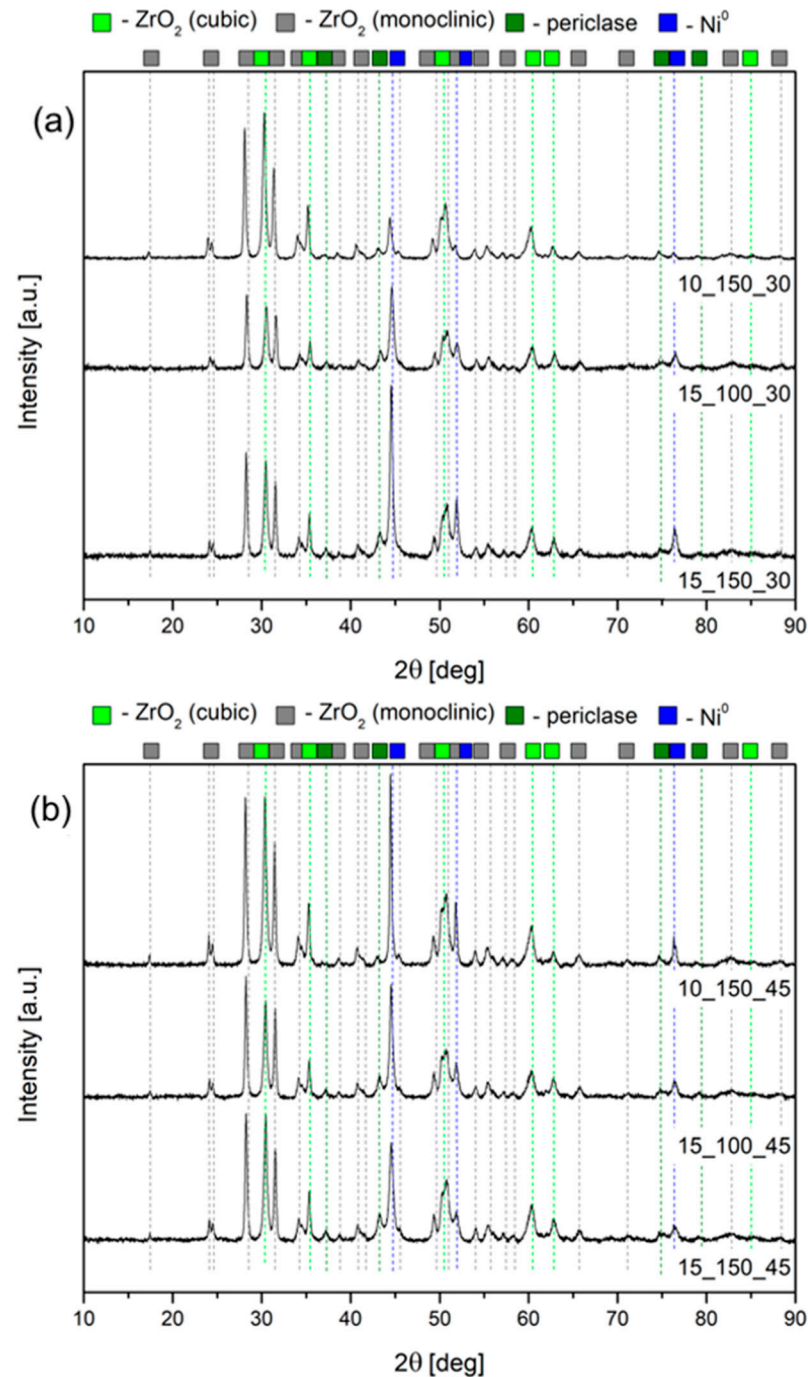 - ZrO₂ (cubic) - ZrO₂ (monoclinic) - periclase - Ni⁰
(a)
10_150_30
15_100_30
15_150_30
Intensity [a.u.]
10 20 30 40 50 60 70 80 90
2θ [deg]
- ZrO₂ (cubic) - ZrO₂ (monoclinic) - periclase - Ni⁰
(b)
10_150_45
15_100_45
15_150_45
Intensity [a.u.]
10 20 30 40 50 60 70 80 90
2θ [deg]